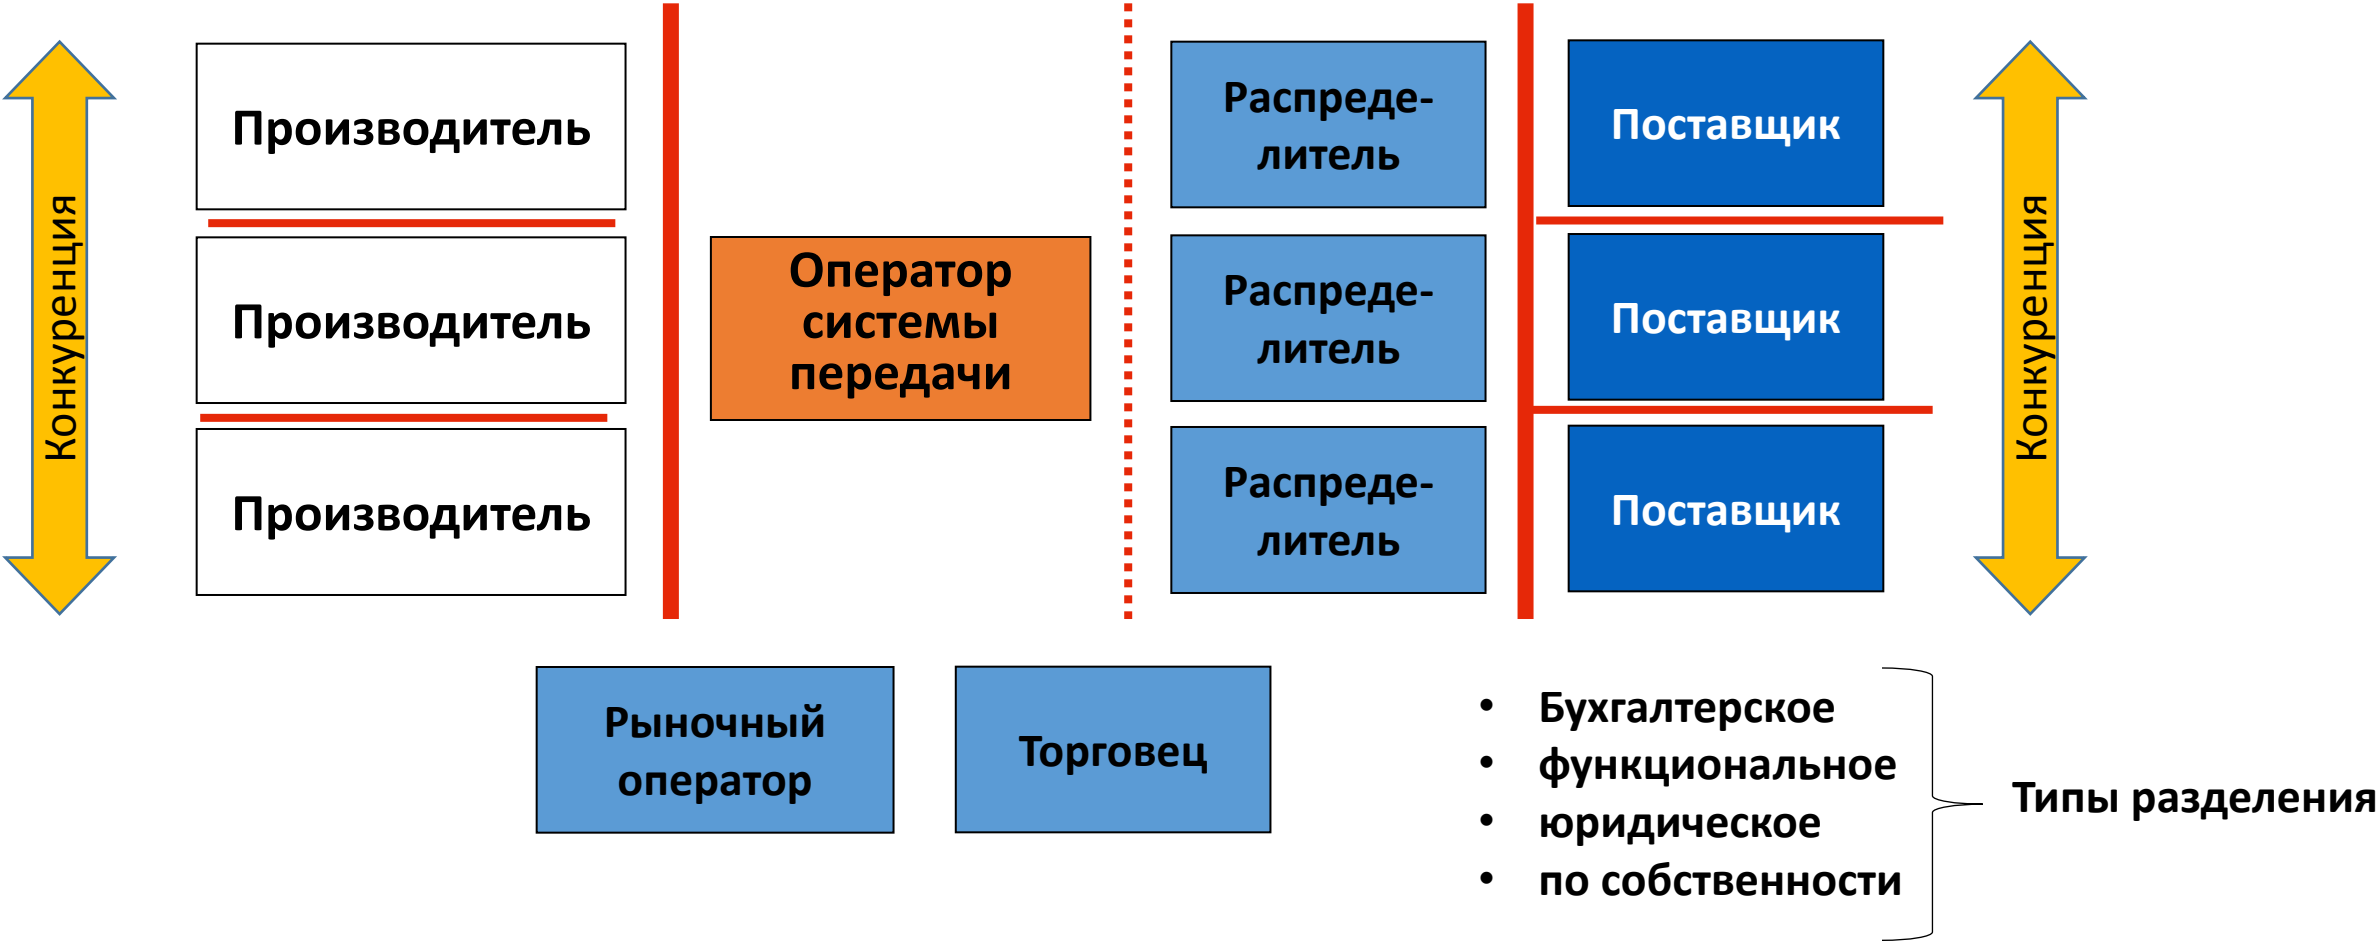 Конкуренция
Производитель
Производитель
Производитель
Оператор
системы
передачи
Распреде-
литель
Распреде-
литель
Распреде-
литель
Поставщик
Поставщик
Поставщик
Конкуренция
Рыночный
оператор
Торговец
• Бухгалтерское
• функциональное
• юридическое
• по собственности
Типы разделения